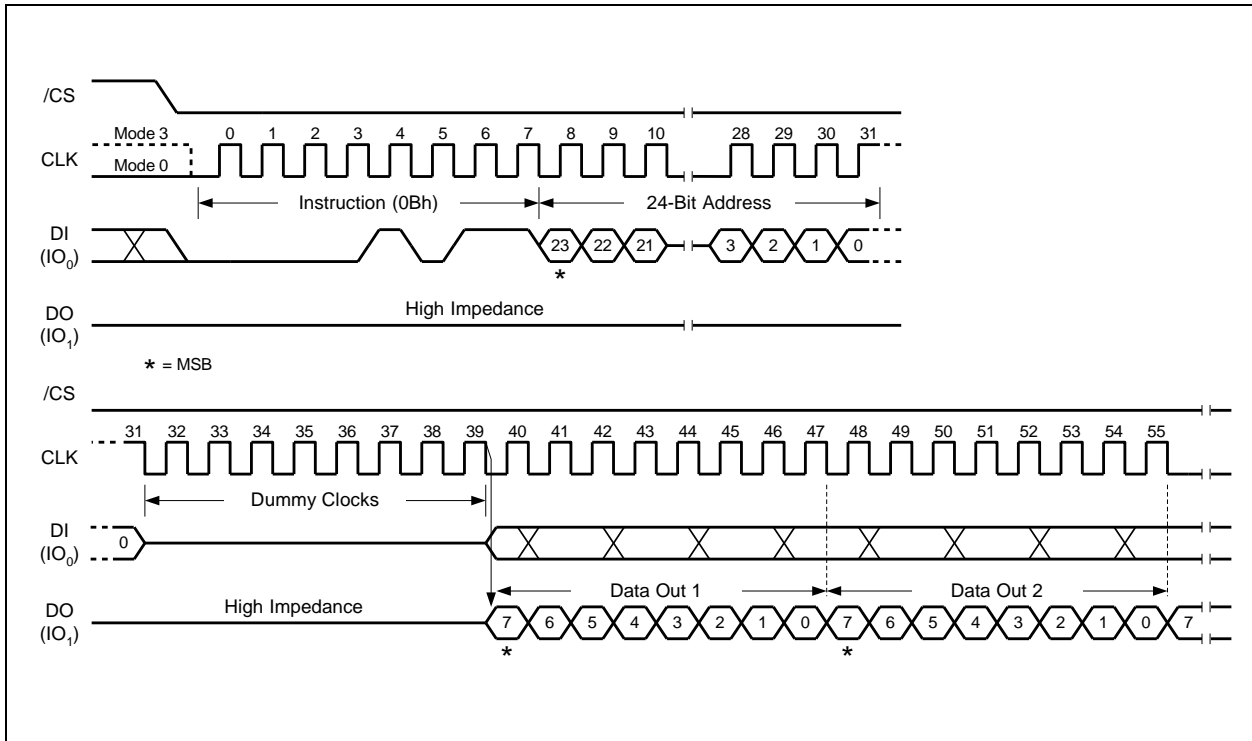 /CS
Mode 3 0 1 2 3 4 5 6 7 8 9 10 28 29 30 31
CLK
Mode 0
Instruction (0Bh) 24-Bit Address
DI
(IO0) 23 22 21 3 2 1 0
*
DO High Impedance
(IO1)
* = MSB
/CS
31 32 33 34 35 36 37 38 39 40 41 42 43 44 45 46 47 48 49 50 51 52 53 54 55
CLK
Dummy Clocks
DI
(IO0) 0
Data Out 1 Data Out 2
DO High Impedance
(IO1) 7 6 5 4 3 2 1 0 7 6 5 4 3 2 1 0 7
* *